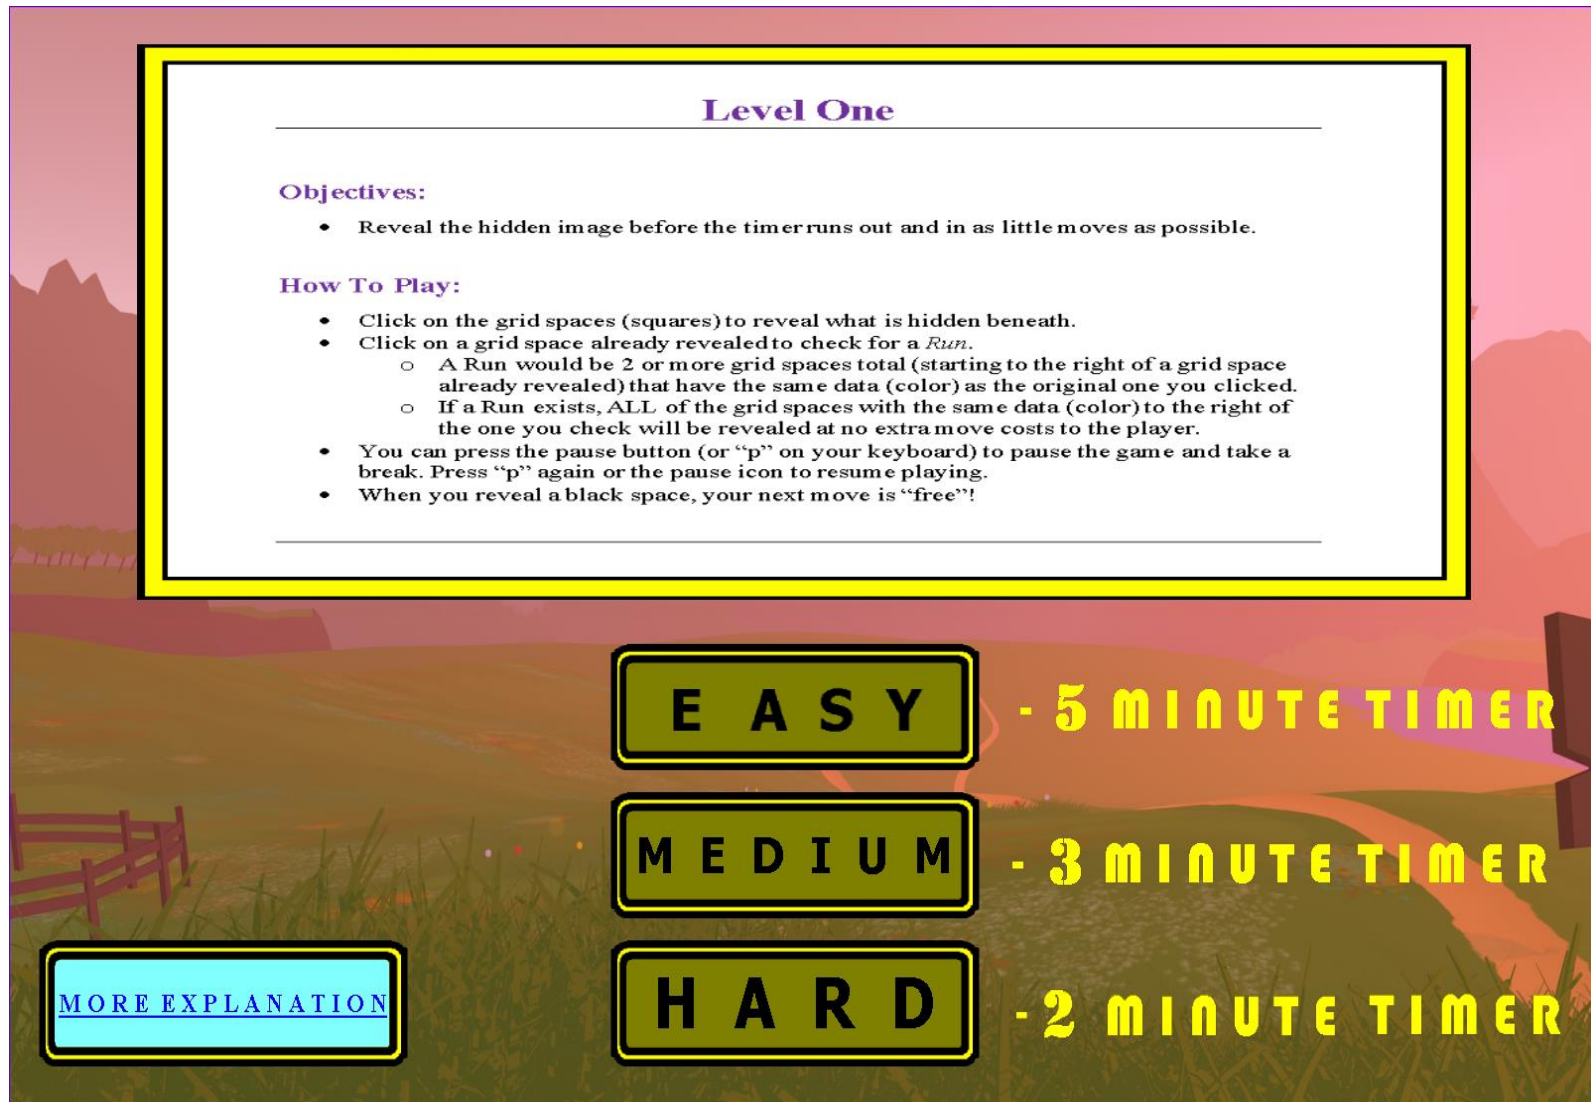 Level One
Objectives:
• Reveal the hidden image before the timer runs out and in as little moves as possible.
How To Play:
• Click on the grid spaces (squares) to reveal what is hidden beneath.
• Click on a grid space already revealed to check for a Run.
o A Run would be 2 or more grid spaces total (starting to the right of a grid space
already revealed) that have the same data (color) as the original one you clicked.
o If a Run exists, ALL of the grid spaces with the same data (color) to the right of
the one you check will be revealed at no extra move costs to the player.
• You can press the pause button (or “p” on your keyboard) to pause the game and take a
break. Press “p” again or the pause icon to resume playing.
• When you reveal a black space, your next move is “free”!
EASY - 5 MINUTE TIMER
MEDIUM - 3 MINUTE TIMER
MORE EXPLANATION
HARD - 2 MINUTE TIMER